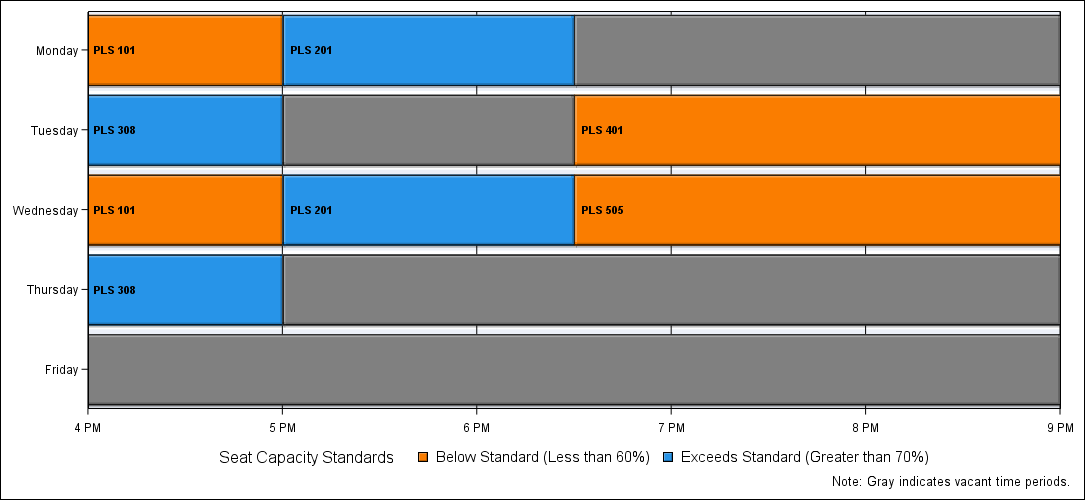 Monday
PLS 101
PLS 201
Tuesday
PLS 308
PLS 401
Wednesday
PLS 101
PLS 201
PLS 505
Thursday
PLS 308
Friday
4 PM 5 PM 6 PM 7 PM 8 PM 9 PM
Seat Capacity Standards Below Standard (Less than 60%) Exceeds Standard (Greater than 70%)
Note: Gray indicates vacant time periods.